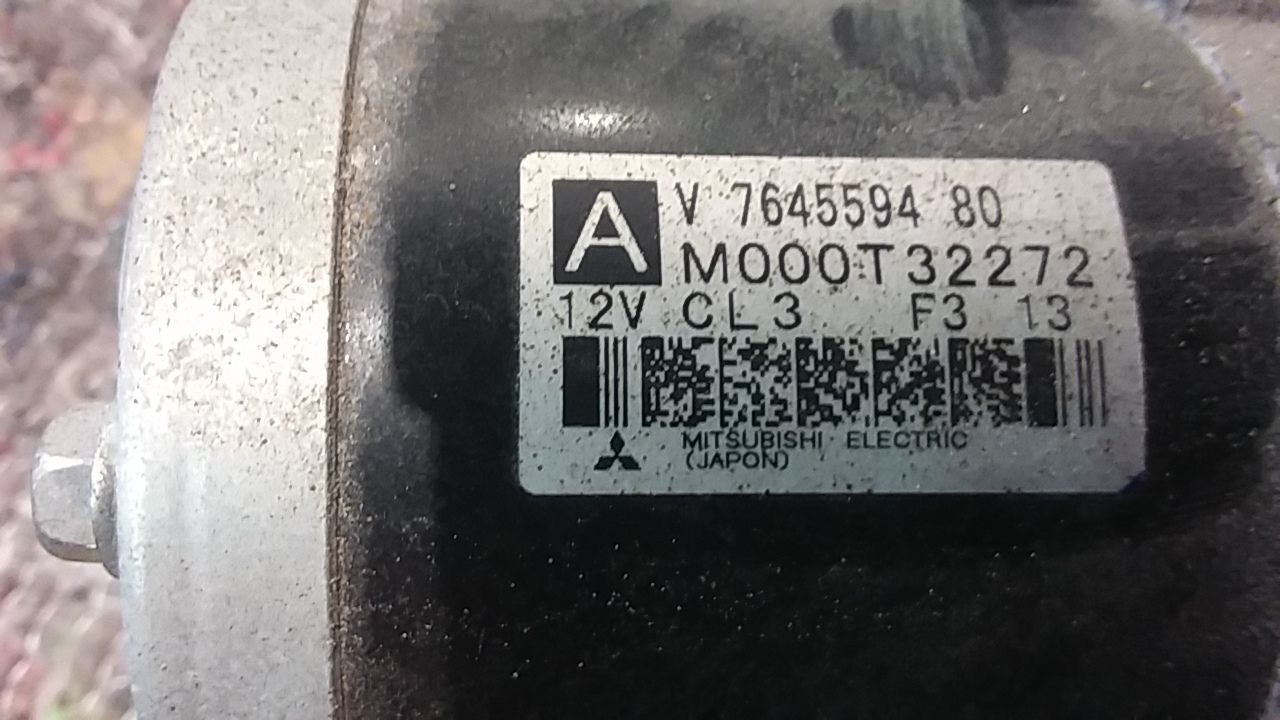 A V 7645594 80
M000T32272
12V CL3 F3 13
MITSUBISHI ELECTRIC
(JAPON)